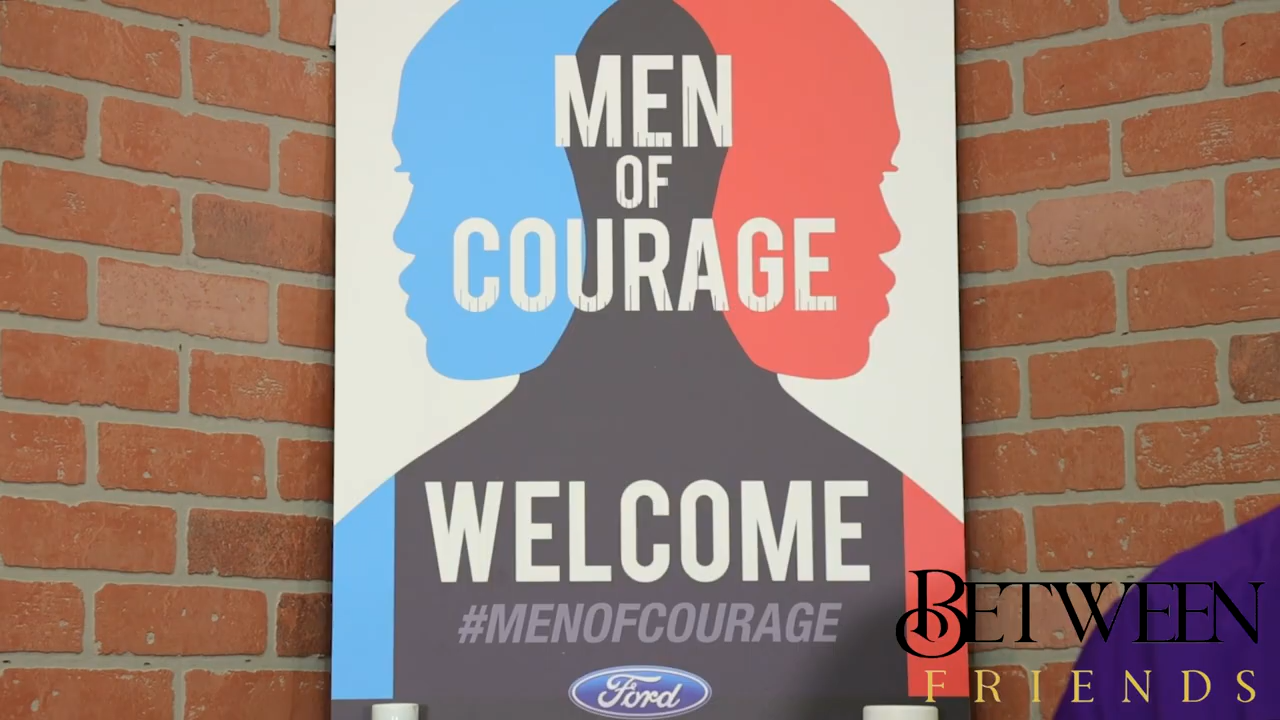 MEN
OF
COURAGE
WELCOME
#MENOFCOURAGE
Ford
BETWEEN
FRIENDS